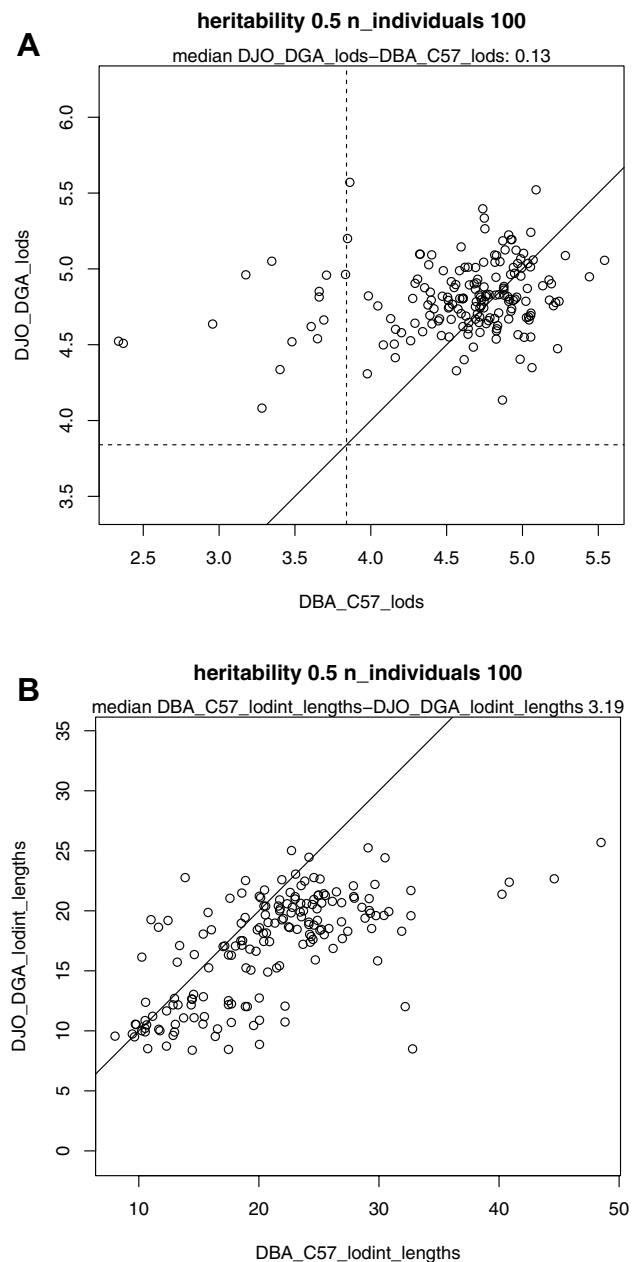 A
heritability 0.5 n_individuals 100
median DJO_DGA_lods−DBA_C57_lods: 0.13
6.0
5.5
5.0
4.5
4.0
3.5
DJO_DGA_lods
2.5 3.0 3.5 4.0 4.5 5.0 5.5
DBA_C57_lods
B
heritability 0.5 n_individuals 100
median DBA_C57_lodint_lengths−DJO_DGA_lodint_lengths 3.19
35
30
25
20
15
10
5
0
DJO_DGA_lodint_lengths
10 20 30 40 50
DBA_C57_lodint_lengths